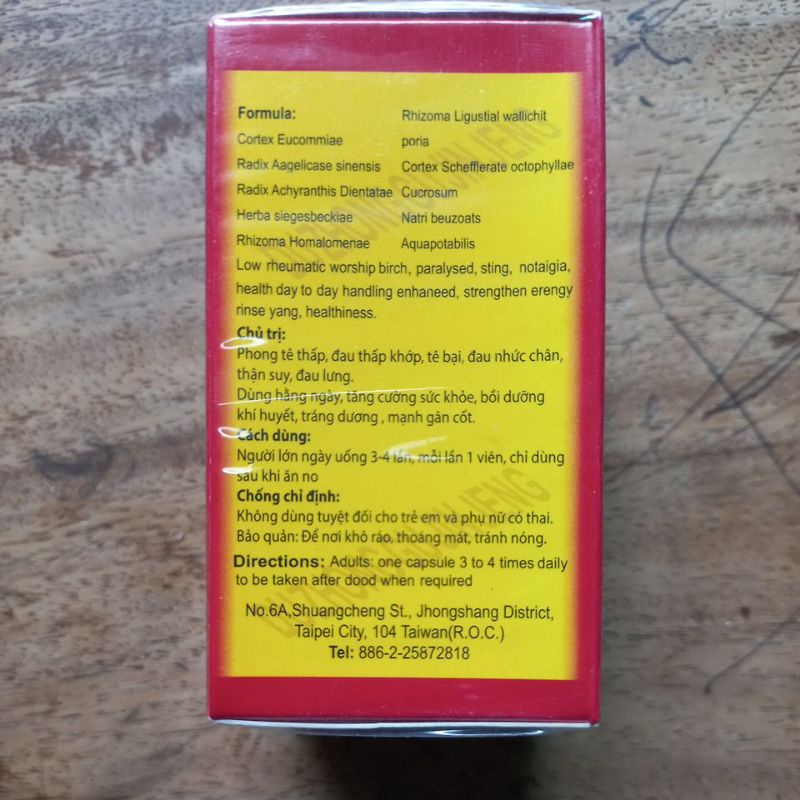 Formula:
Cortex Eucommiae
Radix Aagelicase sinensis
Radix Achyranthis Dientatae
Herba siegesbeckiae
Rhizoma Homalomenae
Rhizoma Ligustial wallichit
poria
Cortex Schefflerate octophyllae
Cucrosum
Natri beuzoats
Aquapotabilis
Low rheumatic worship birch, paralysed, sting, notaigia,
health day to day handling enhaneed, strengthen erengy
rinse yang, healthiness.
Chủ trị:
Phong tê thấp, đau thấp khớp, tê bại, đau nhức chân,
thận suy, đau lưng.
Dùng hằng ngày, tăng cường sức khỏe, bồi dưỡng
khí huyết, tráng dương , mạnh gân cốt.
Cách dùng:
Người lớn ngày uống 3-4 lần, mỗi lần 1 viên, chỉ dùng
sau khi ăn no
Chống chỉ định:
Không dùng tuyệt đối cho trẻ em và phụ nữ có thai.
Bảo quản: Để nơi khô ráo, thoáng mát, tránh nóng.
Directions: Adults: one capsule 3 to 4 times daily
to be taken after dood when required
No.6A,Shuangcheng St., Jhongshang District,
Taipei City, 104 Taiwan(R.O.C.)
Tel: 886-2-25872818